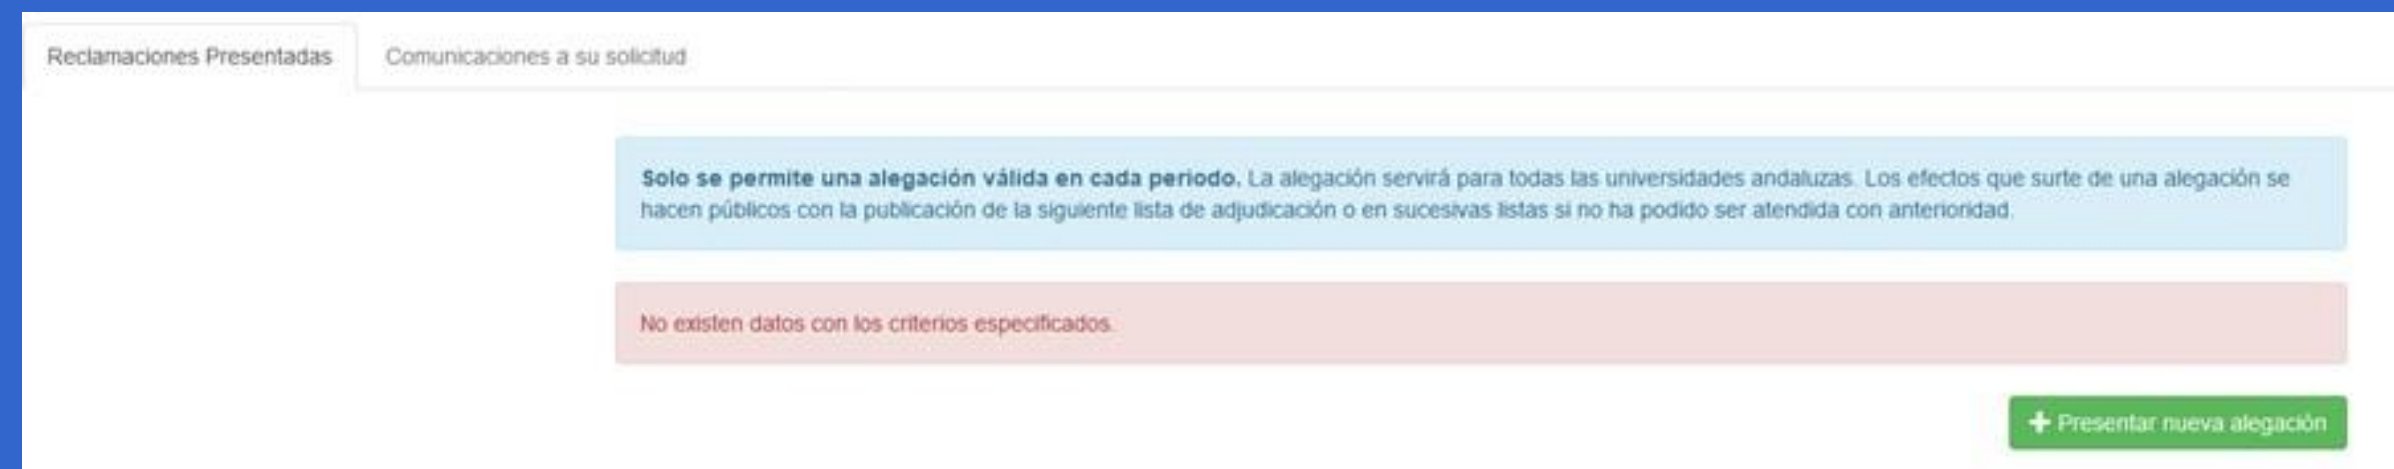 Reclamaciones Presentadas
Comunicaciones a su solicitud
Solo se permite una alegación válida en cada periodo. La alegación servirá para todas las universidades andaluzas. Los efectos que surte de una alegación se
hacen públicos con la publicación de la siguiente lista de adjudicación o en sucesivas listas si no ha podido ser atendida con anterioridad.
No existen datos con los criterios especificados.
+ Presentar nueva alegación